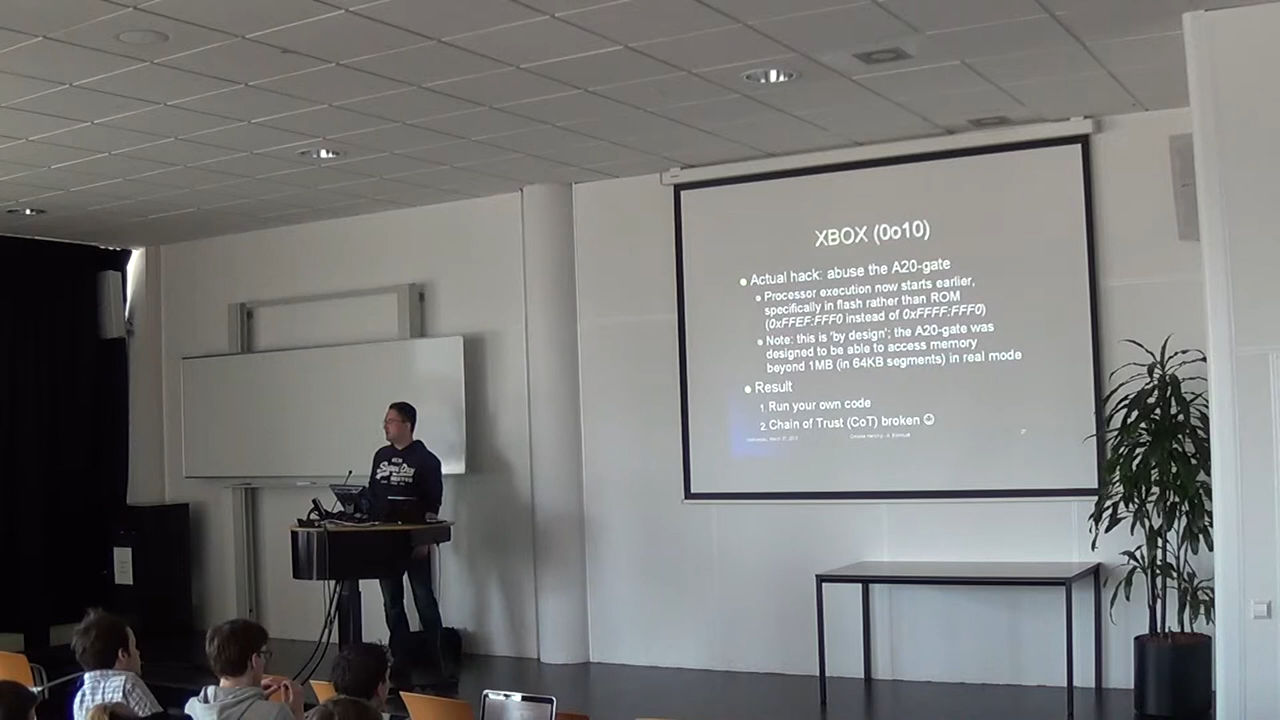 XBOX (0o10)
Actual hack: abuse the A20-gate
Processor execution now starts earlier,
specifically in flash rather than ROM
(0xFFEF:FFF0 instead of 0xFFFF:FFF0)
Note: this is 'by design'; the A20-gate was
designed to be able to access memory
beyond 1MB (in 64KB segments) in real mode
Result
1. Run your own code
2. Chain of Trust (CoT) broken ☺